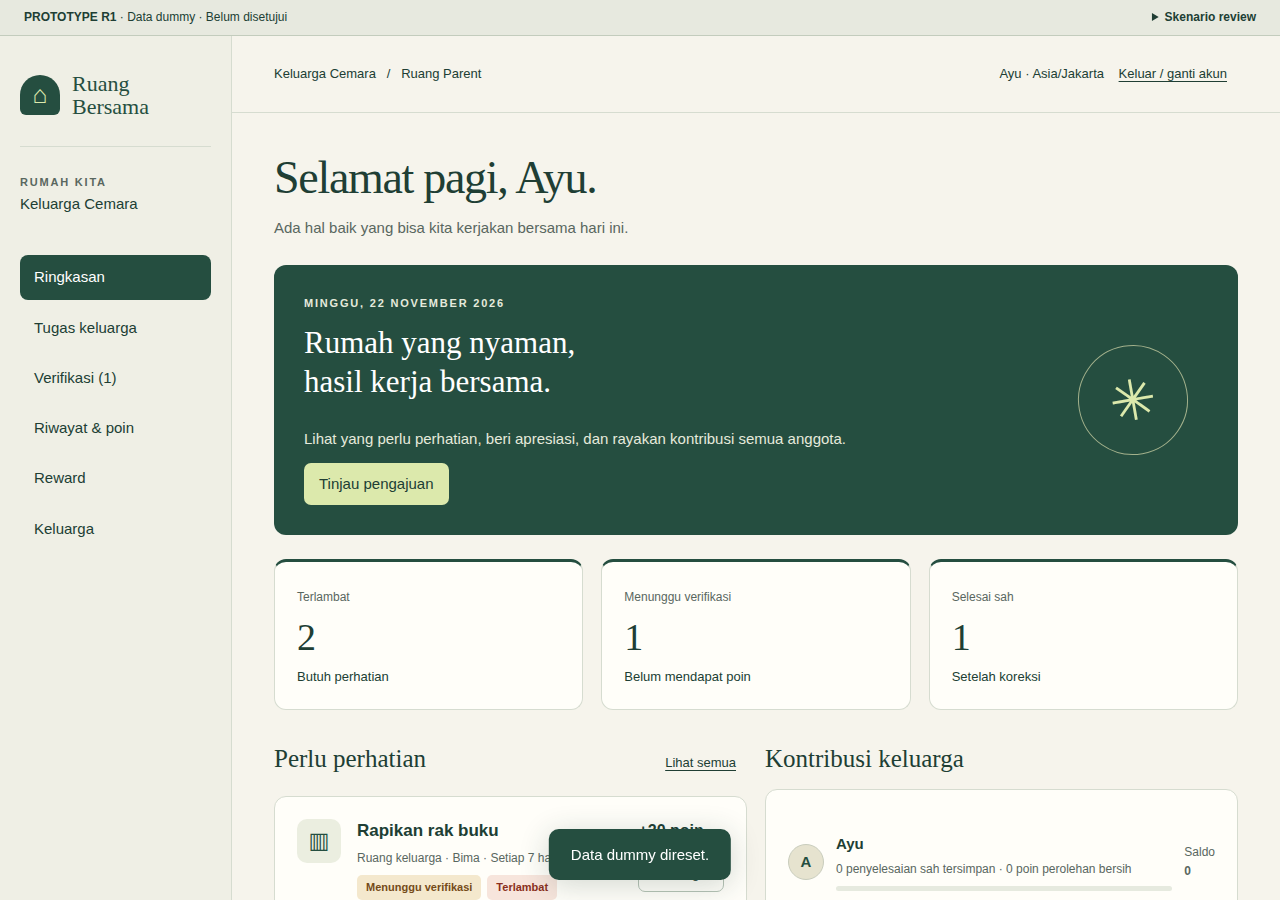 PROTOTYPE R1 · Data dummy · Belum disetujui
Skenario review
Ruang
Bersama
RUMAH KITA
Keluarga Cemara
Ringkasan
Tugas keluarga
Verifikasi (1)
Riwayat & poin
Reward
Keluarga
Keluarga Cemara / Ruang Parent
Ayu · Asia/Jakarta Keluar / ganti akun
Selamat pagi, Ayu.
Ada hal baik yang bisa kita kerjakan bersama hari ini.
MINGGU, 22 NOVEMBER 2026
Rumah yang nyaman,
hasil kerja bersama.
Lihat yang perlu perhatian, beri apresiasi, dan rayakan kontribusi semua anggota.
Tinjau pengajuan
Terlambat
2
Butuh perhatian
Menunggu verifikasi
1
Belum mendapat poin
Selesai sah
1
Setelah koreksi
Perlu perhatian
Lihat semua
Rapikan rak buku
Ruang keluarga · Bima · Setiap 7
Menunggu verifikasi
Terlambat
Data dummy direset.
Kontribusi keluarga
A
Ayu
0 penyelesaian sah tersimpan · 0 poin perolehan bersih
Saldo
0